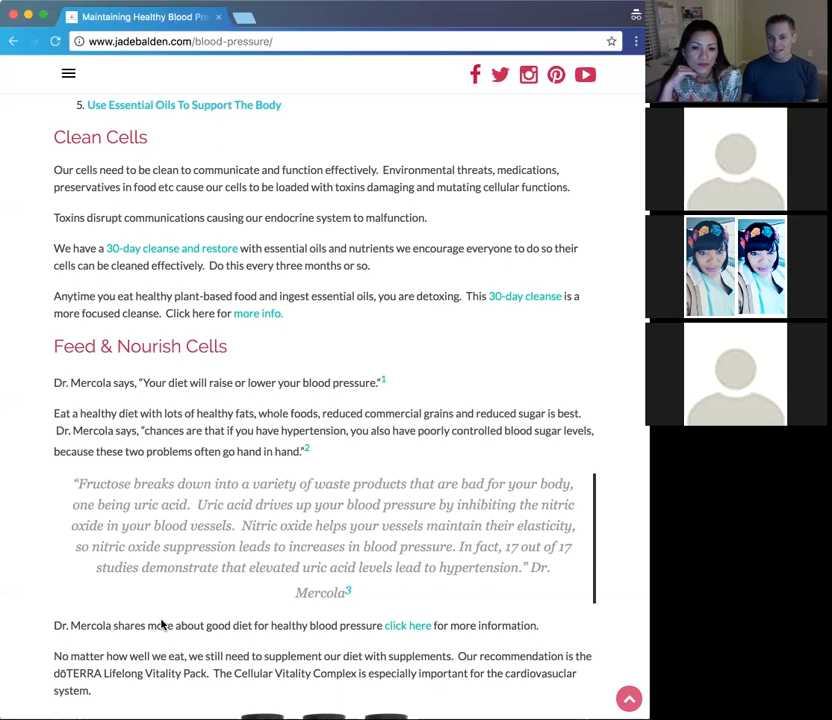 Maintaining Healthy Blood Pre
www.jadebalden.com/blood-pressure/
5. Use Essential Oils To Support The Body
Clean Cells
Our cells need to be clean to communicate and function effectively.  Environmental threats, medications,
preservatives in food etc cause our cells to be loaded with toxins damaging and mutating cellular functions.
Toxins disrupt communications causing our endocrine system to malfunction.
We have a 30-day cleanse and restore with essential oils and nutrients we encourage everyone to do so their
cells can be cleaned effectively.  Do this every three months or so.
Anytime you eat healthy plant-based food and ingest essential oils, you are detoxing.  This 30-day cleanse is a
more focused cleanse.  Click here for more info.
Feed & Nourish Cells
Dr. Mercola says, “Your diet will raise or lower your blood pressure.”1
Eat a healthy diet with lots of healthy fats, whole foods, reduced commercial grains and reduced sugar is best.
Dr. Mercola says, “chances are that if you have hypertension, you also have poorly controlled blood sugar levels,
because these two problems often go hand in hand.”2
“Fructose breaks down into a variety of waste products that are bad for your body,
one being uric acid.  Uric acid drives up your blood pressure by inhibiting the nitric
oxide in your blood vessels.  Nitric oxide helps your vessels maintain their elasticity,
so nitric oxide suppression leads to increases in blood pressure. In fact, 17 out of 17
studies demonstrate that elevated uric acid levels lead to hypertension.” Dr.
Mercola3
Dr. Mercola shares more about good diet for healthy blood pressure click here for more information.
No matter how well we eat, we still need to supplement our diet with supplements.  Our recommendation is the
dōTERRA Lifelong Vitality Pack.  The Cellular Vitality Complex is especially important for the cardiovasuclar
system.